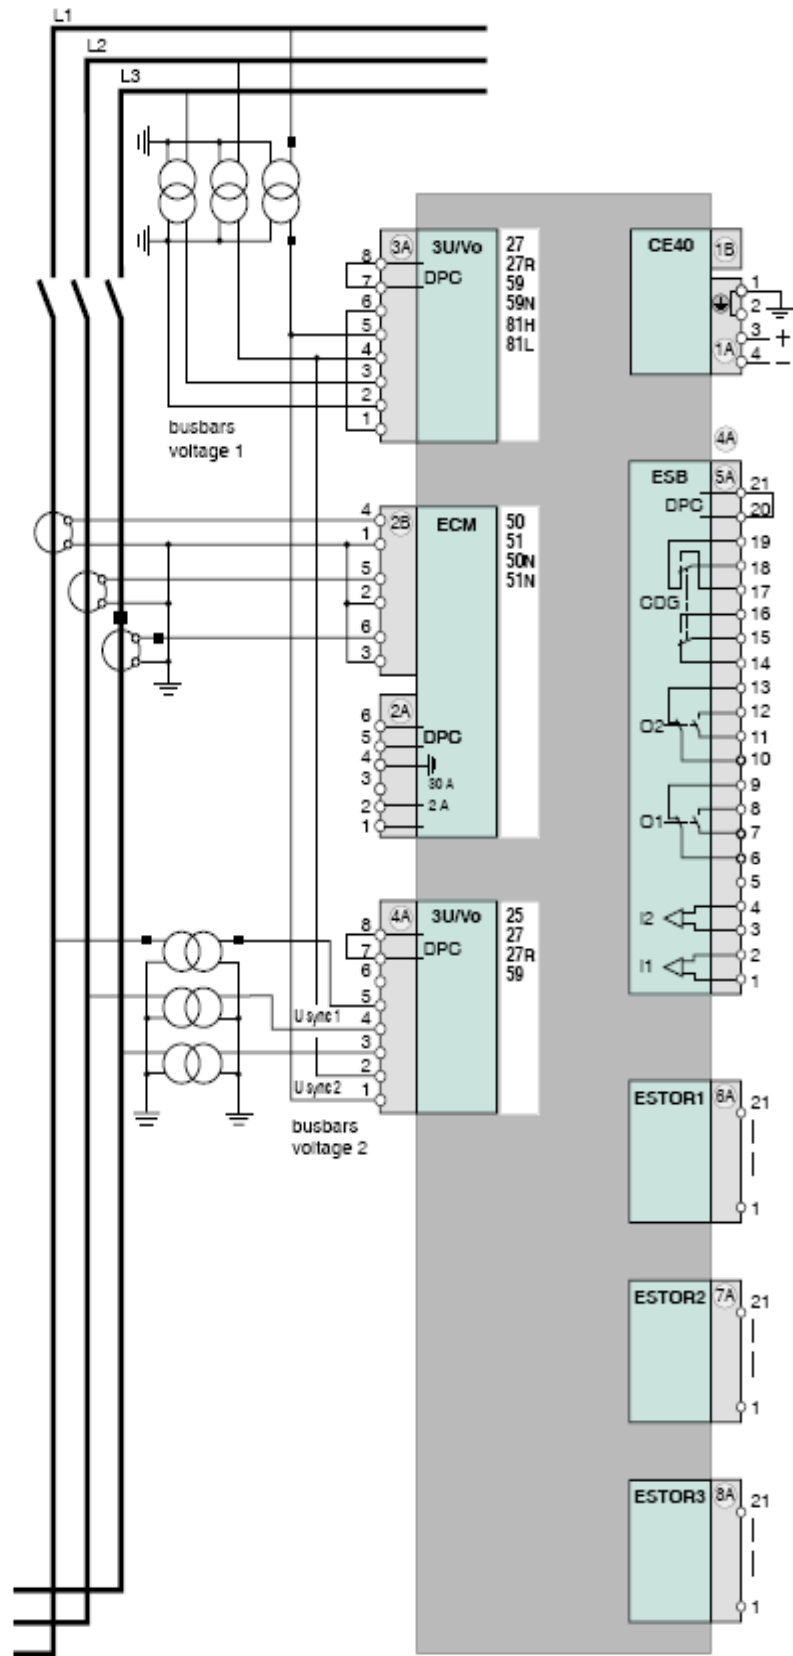 L1
L2
L3
busbars
voltage 1
3A 3U/Vo
DPC
8
7
6
5
4
3
2
1
27
27R
59
59N
81H
81L
CE40 1B
1
2
3 +
1A 4 −
2B ECM
4
1
5
2
6
3
50
51
50N
51N
2A
6
5 DPC
4
30 A
3
2 2 A
1
4A
ESB 5A
DPC
21
20
19
18
CDG 17
16
15
14
13
12
O2 11
10
9
8
O1 7
6
5
4
I2 3
2
I1 1
4A 3U/Vo
DPC
8
7
6
5
U sync1 4
3
2
U sync2 1
25
27
27R
59
busbars
voltage 2
ESTOR1 6A 21
1
ESTOR2 7A 21
1
ESTOR3 8A 21
1